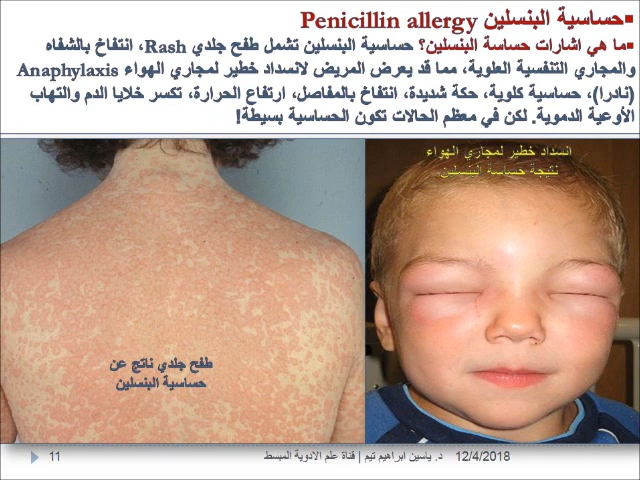 ▪حساسية البنسلين Penicillin allergy
▪ما هي اشارات حساسة البنسلين؟ حساسية البنسلين تشمل طفح جلدي Rash، انتفاخ بالشفاه
والمجاري التنفسية العلوية، مما قد يعرض المريض لانسداد خطير لمجاري الهواء Anaphylaxis
(نادرا)، حساسية كلوية، حكة شديدة، انتفاخ بالمفاصل، ارتفاع الحرارة، تكسر خلايا الدم والتهاب
الأوعية الدموية. لكن في معظم الحالات تكون الحساسية بسيطة!
انسداد خطير لمجاري الهواء
نتيجة حساسة البنسلين
طفح جلدي ناتج عن
حساسية البنسلين
12/4/2018 د. ياسين ابراهيم تيم | قناة علم الادوية المبسط 11